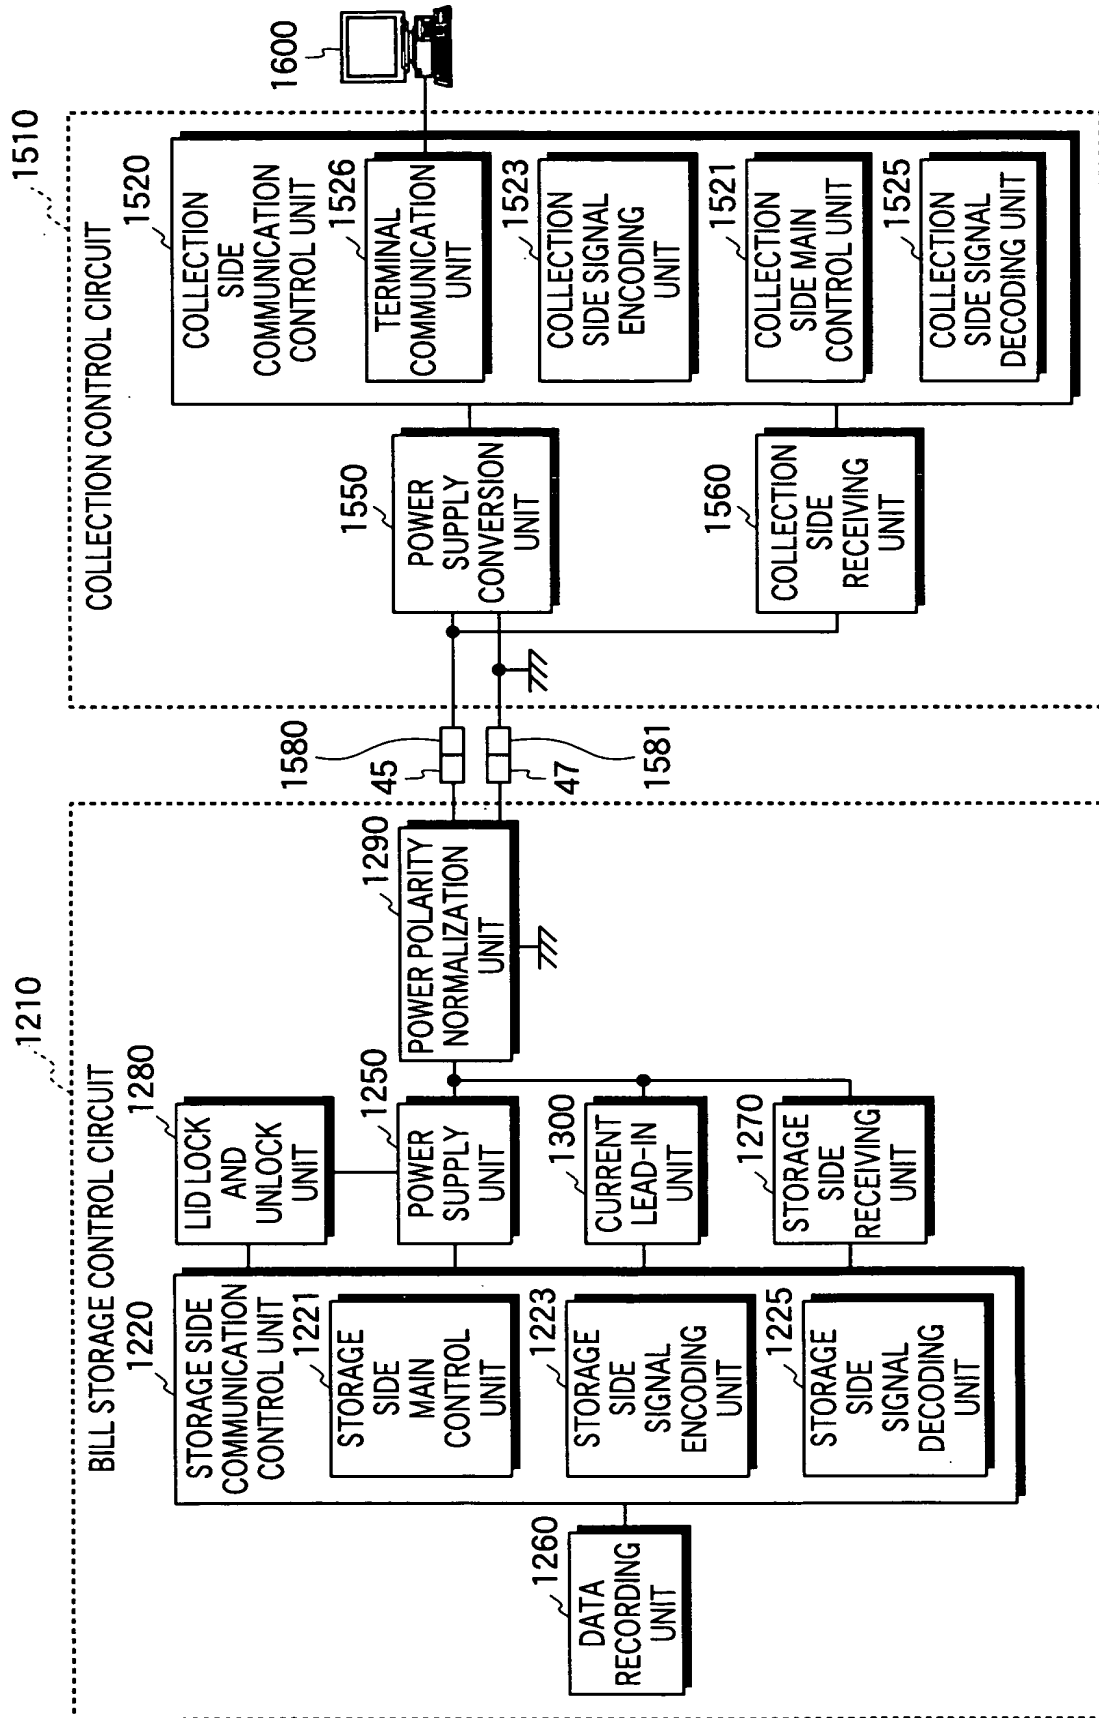 1210
BILL STORAGE CONTROL CIRCUIT
1220
STORAGE SIDE
COMMUNICATION
CONTROL UNIT
1221
STORAGE
SIDE
MAIN
CONTROL
UNIT
1223
STORAGE
SIDE
SIGNAL
ENCODING
UNIT
1225
STORAGE
SIDE
SIGNAL
DECODING
UNIT
1260
DATA
RECORDING
UNIT
1280
LID LOCK
AND
UNLOCK
UNIT
1250
POWER
SUPPLY
UNIT
1300
CURRENT
LEAD-IN
UNIT
1270
STORAGE
SIDE
RECEIVING
UNIT
1290
POWER POLARITY
NORMALIZATION
UNIT
1580
45
47
1581
1510
COLLECTION CONTROL CIRCUIT
1550
POWER
SUPPLY
CONVERSION
UNIT
1560
COLLECTION
SIDE
RECEIVING
UNIT
1520
COLLECTION
SIDE
COMMUNICATION
CONTROL UNIT
1526
TERMINAL
COMMUNICATION
UNIT
1523
COLLECTION
SIDE SIGNAL
ENCODING
UNIT
1521
COLLECTION
SIDE MAIN
CONTROL UNIT
1525
COLLECTION
SIDE SIGNAL
DECODING UNIT
1600